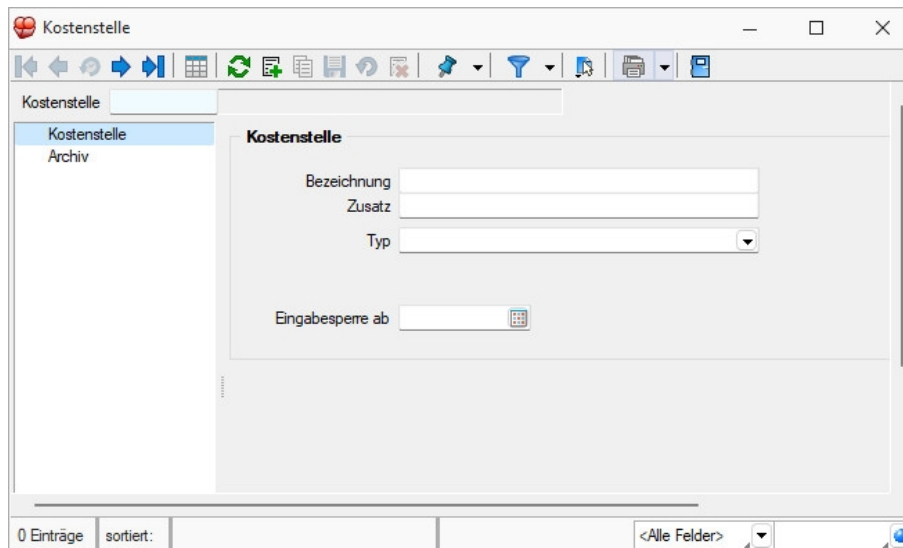 Kostenstelle
Kostenstelle
Kostenstelle
Archiv
Kostenstelle
Bezeichnung
Zusatz
Typ
Eingabesperre ab
0 Einträge sortiert: <Alle Felder>